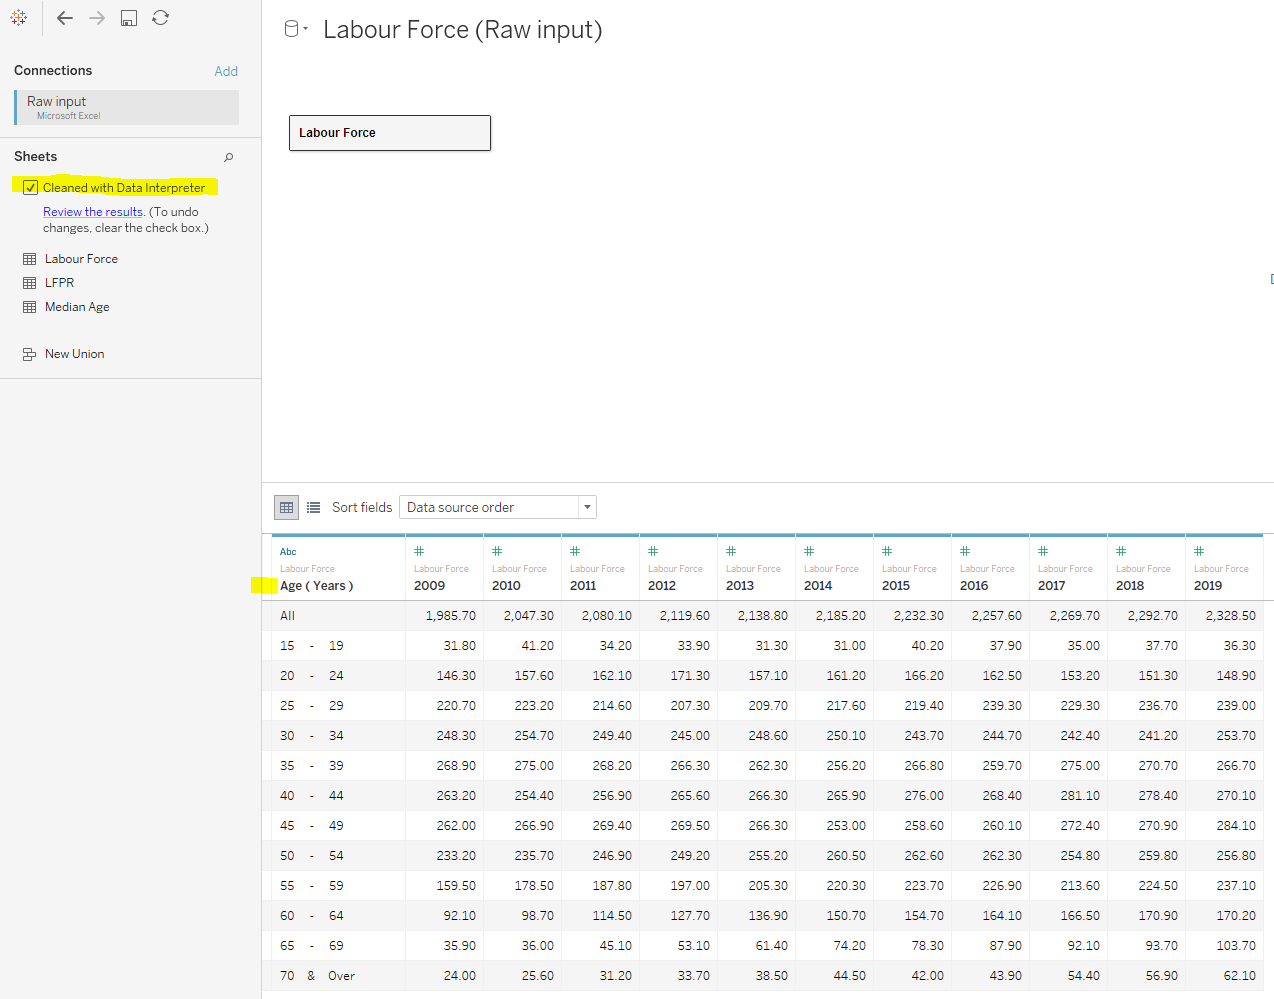 Labour Force (Raw input)
Connections Add
Raw input
Microsoft Excel
Sheets
Cleaned with Data Interpreter
Review the results. (To undo
changes, clear the check box.)
Labour Force
LFPR
Median Age
New Union
Labour Force
Sort fields Data source order
Abc # # # # # # # # # # #
Labour Force Labour Force Labour Force Labour Force Labour Force Labour Force Labour Force Labour Force Labour Force Labour Force Labour Force Labour Force
Age ( Years ) 2009 2010 2011 2012 2013 2014 2015 2016 2017 2018 2019
All 1,985.70 2,047.30 2,080.10 2,119.60 2,138.80 2,185.20 2,232.30 2,257.60 2,269.70 2,292.70 2,328.50
15 - 19 31.80 41.20 34.20 33.90 31.30 31.00 40.20 37.90 35.00 37.70 36.30
20 - 24 146.30 157.60 162.10 171.30 157.10 161.20 166.20 162.50 153.20 151.30 148.90
25 - 29 220.70 223.20 214.60 207.30 209.70 217.60 219.40 239.30 229.30 236.70 239.00
30 - 34 248.30 254.70 249.40 245.00 248.60 250.10 243.70 244.70 242.40 241.20 253.70
35 - 39 268.90 275.00 268.20 266.30 262.30 256.20 266.80 259.70 275.00 270.70 266.70
40 - 44 263.20 254.40 256.90 265.60 266.30 265.90 276.00 268.40 281.10 278.40 270.10
45 - 49 262.00 266.90 269.40 269.50 266.30 253.00 258.60 260.10 272.40 270.90 284.10
50 - 54 233.20 235.70 246.90 249.20 255.20 260.50 262.60 262.30 254.80 259.80 256.80
55 - 59 159.50 178.50 187.80 197.00 205.30 220.30 223.70 226.90 213.60 224.50 237.10
60 - 64 92.10 98.70 114.50 127.70 136.90 150.70 154.70 164.10 166.50 170.90 170.20
65 - 69 35.90 36.00 45.10 53.10 61.40 74.20 78.30 87.90 92.10 93.70 103.70
70 & Over 24.00 25.60 31.20 33.70 38.50 44.50 42.00 43.90 54.40 56.90 62.10